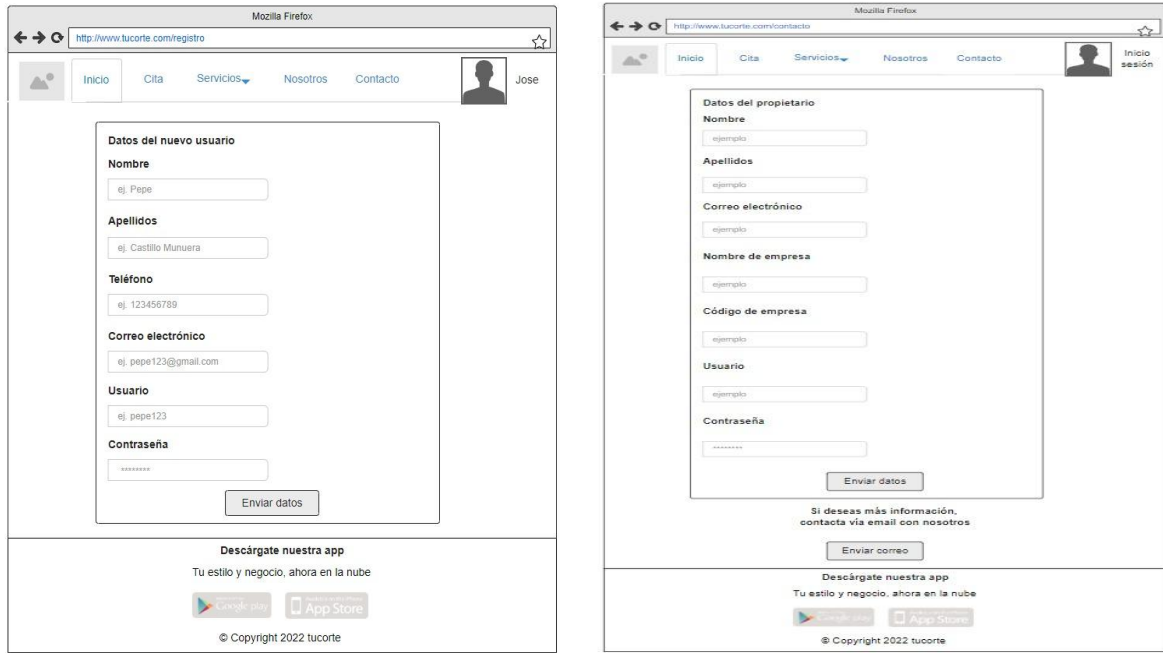 Mozilla Firefox
http://www.tucorte.com/registro
Inicio Cita Servicios Nosotros Contacto Jose
Datos del nuevo usuario
Nombre
ej. Pepe
Apellidos
ej. Castillo Munuera
Teléfono
ej. 123456789
Correo electrónico
ej. pepe123@gmail.com
Usuario
ej. pepe123
Contraseña
********
Enviar datos
Descárgate nuestra app
Tu estilo y negocio, ahora en la nube
Google play App Store
© Copyright 2022 tucorte
Mozilla Firefox
http://www.tucorte.com/contacto
Inicio Cita Servicios Nosotros Contacto Inicio
sesión
Datos del propietario
Nombre
ejemplo
Apellidos
ejemplo
Correo electrónico
ejemplo
Nombre de empresa
ejemplo
Código de empresa
ejemplo
Usuario
ejemplo
Contraseña
********
Enviar datos
Si deseas más información,
contacta vía email con nosotros
Enviar correo
Descárgate nuestra app
Tu estilo y negocio, ahora en la nube
Google play App Store
© Copyright 2022 tucorte